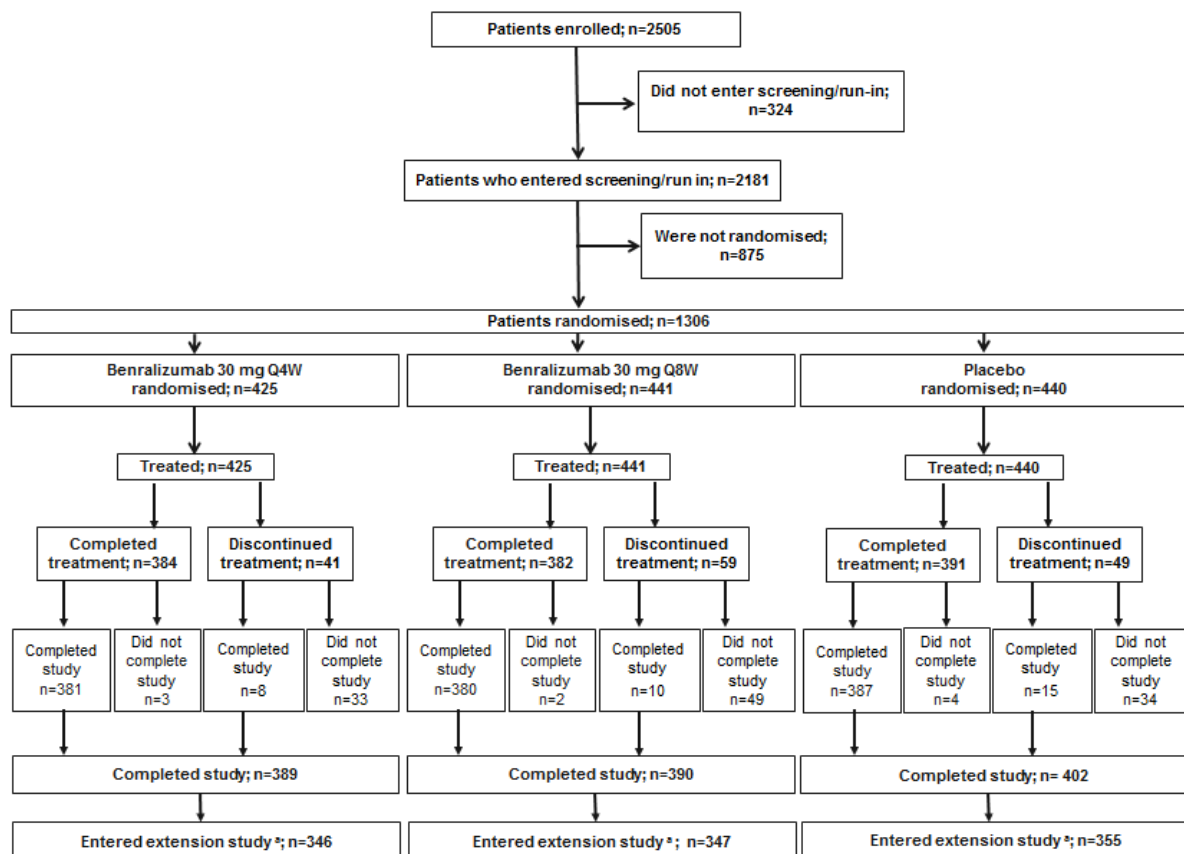 Patients enrolled; n=2505
Did not enter screening/run-in;
n=324
Patients who entered screening/run in; n=2181
Were not randomised;
n=875
Patients randomised; n=1306
Benralizumab 30 mg Q4W
randomised; n=425
Benralizumab 30 mg Q8W
randomised; n=441
Placebo
randomised; n=440
Treated; n=425
Treated; n=441
Treated; n=440
Completed
treatment; n=384
Discontinued
treatment; n=41
Completed
treatment; n=382
Discontinued
treatment; n=59
Completed
treatment; n=391
Discontinued
treatment; n=49
Completed
study
n=381
Did not
complete
study
n=3
Completed
study
n=8
Did not
complete
study
n=33
Completed
study
n=380
Did not
complete
study
n=2
Completed
study
n=10
Did not
complete
study
n=49
Completed
study
n=387
Did not
complete
study
n=4
Completed
study
n=15
Did not
complete
study
n=34
Completed study; n=389
Completed study; n=390
Completed study; n= 402
Entered extension study ª; n=346
Entered extension study ª; n=347
Entered extension study ª; n=355